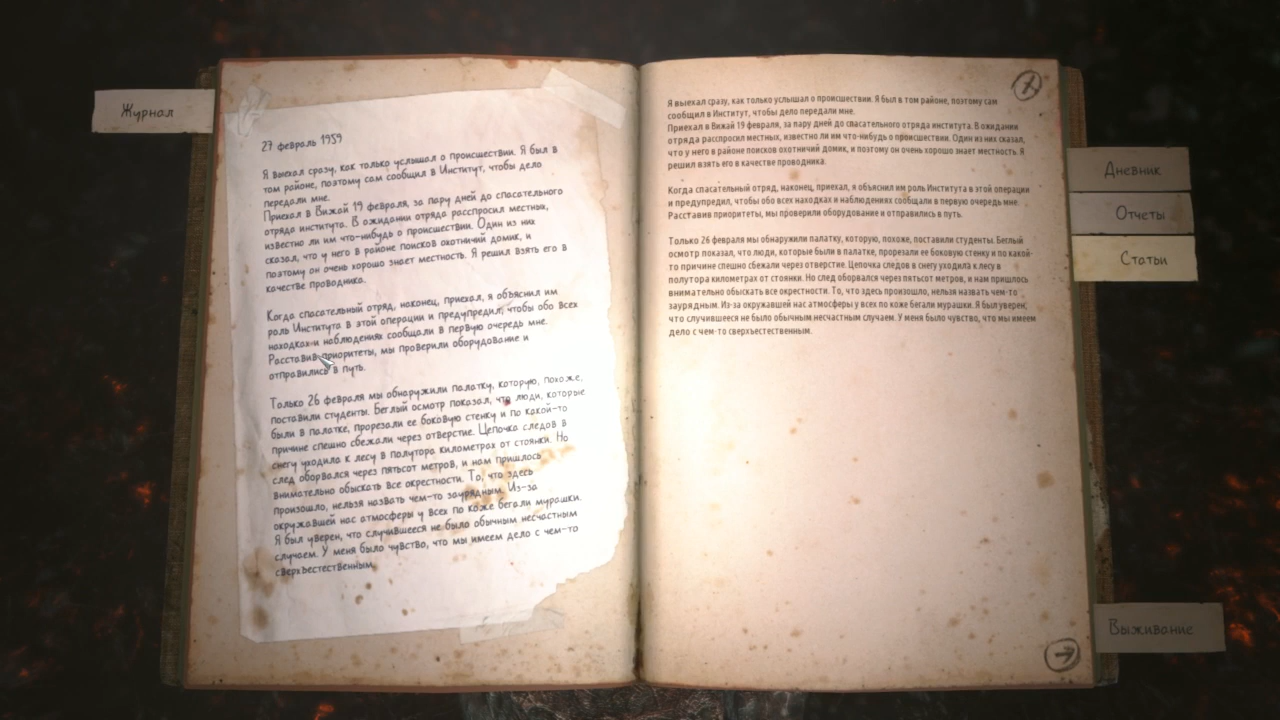 Журнал
27 февраль 1959
Я выехал сразу, как только услышал о происшествии. Я был в
том районе, поэтому сам сообщил в Институт, чтобы дело
передали мне.
Приехал в Вижай 19 февраля, за пару дней до спасательного
отряда института. В ожидании отряда расспросил местных,
известно ли им что-нибудь о происшествии. Один из них
сказал, что у него в районе поисков охотничий домик, и
поэтому он очень хорошо знает местность. Я решил взять его в
качестве проводника.
Когда спасательный отряд, наконец, приехал, я объяснил им
роль Института в этой операции и предупредил, чтобы обо всех
находках и наблюдениях сообщали в первую очередь мне.
Расставив приоритеты, мы проверили оборудование и
отправились в путь.
Только 26 февраля мы обнаружили палатку, которую, похоже,
поставили студенты. Беглый осмотр показал, что люди, которые
были в палатке, прорезали ее боковую стенку и по какой-то
причине спешно сбежали через отверстие. Цепочка следов в
снегу уходила к лесу в полутора километрах от стоянки. Но
след оборвался через пятьсот метров, и нам пришлось
внимательно обыскать все окрестности. То, что здесь
произошло, нельзя назвать чем-то заурядным. Из-за
окружавшей нас атмосферы у всех по коже бегали мурашки.
Я был уверен, что случившееся не было обычным несчастным
случаем. У меня было чувство, что мы имеем дело с чем-то
сверхъестественным.
Я выехал сразу, как только услышал о происшествии. Я был в том районе, поэтому сам
сообщил в Институт, чтобы дело передали мне.
Приехал в Вижай 19 февраля, за пару дней до спасательного отряда института. В ожидании
отряда расспросил местных, известно ли им что-нибудь о происшествии. Один из них сказал,
что у него в районе поисков охотничий домик, и поэтому он очень хорошо знает местность. Я
решил взять его в качестве проводника.
Когда спасательный отряд, наконец, приехал, я объяснил им роль Института в этой операции
и предупредил, чтобы обо всех находках и наблюдениях сообщали в первую очередь мне.
Расставив приоритеты, мы проверили оборудование и отправились в путь.
Только 26 февраля мы обнаружили палатку, которую, похоже, поставили студенты. Беглый
осмотр показал, что люди, которые были в палатке, прорезали ее боковую стенку и по какой-
то причине спешно сбежали через отверстие. Цепочка следов в снегу уходила к лесу в
полутора километрах от стоянки. Но след оборвался через пятьсот метров, и нам пришлось
внимательно обыскать все окрестности. То, что здесь произошло, нельзя назвать чем-то
заурядным. Из-за окружавшей нас атмосферы у всех по коже бегали мурашки. Я был уверен,
что случившееся не было обычным несчастным случаем. У меня было чувство, что мы имеем
дело с чем-то сверхъестественным.
Дневник
Отчеты
Статьи
Выживание